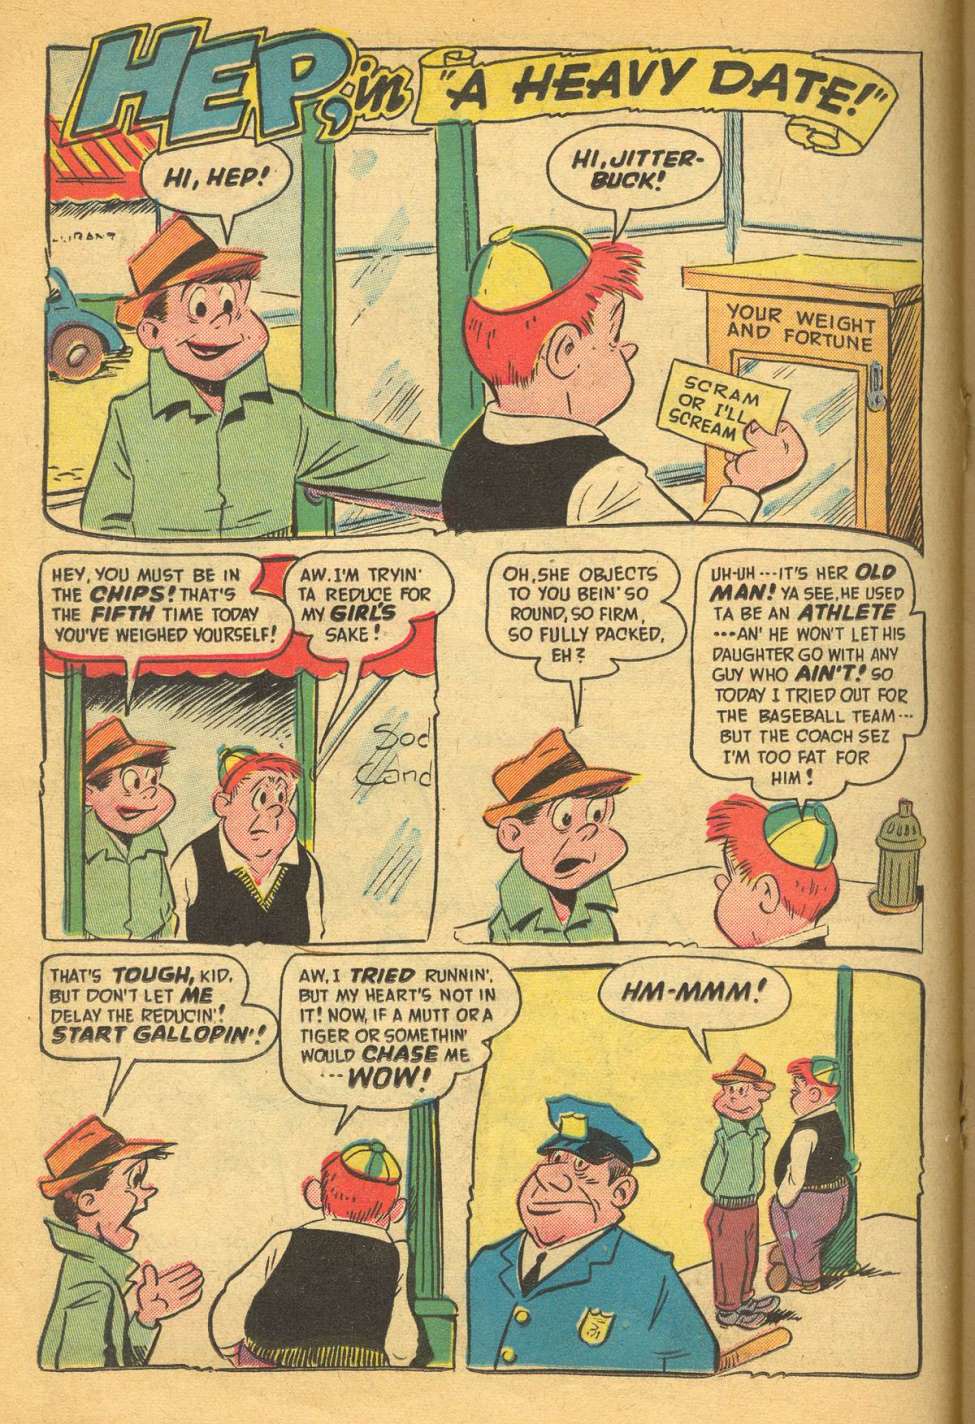 HEP, in "A HEAVY DATE!"
HI, HEP!
HI, JITTER-
BUCK!
YOUR WEIGHT
AND FORTUNE
SCRAM
OR I'LL
SCREAM
HEY, YOU MUST BE IN
THE CHIPS! THAT'S
THE FIFTH TIME TODAY
YOU'VE WEIGHED YOURSELF!
AW, I'M TRYIN'
TA REDUCE FOR
MY GIRL'S
SAKE!
Sod
Cand
OH, SHE OBJECTS
TO YOU BEIN' SO
ROUND, SO FIRM,
SO FULLY PACKED,
EH?
UH-UH---IT'S HER OLD
MAN! YA SEE, HE USED
TA BE AN ATHLETE
---AN' HE WON'T LET HIS
DAUGHTER GO WITH ANY
GUY WHO AIN'T! SO
TODAY I TRIED OUT FOR
THE BASEBALL TEAM---
BUT THE COACH SEZ
I'M TOO FAT FOR
HIM!
THAT'S TOUGH, KID,
BUT DON'T LET ME
DELAY THE REDUCIN'!
START GALLOPIN'!
AW, I TRIED RUNNIN',
BUT MY HEART'S NOT IN
IT! NOW, IF A MUTT OR A
TIGER OR SOMETHIN'
WOULD CHASE ME
---WOW!
HM-MMM!